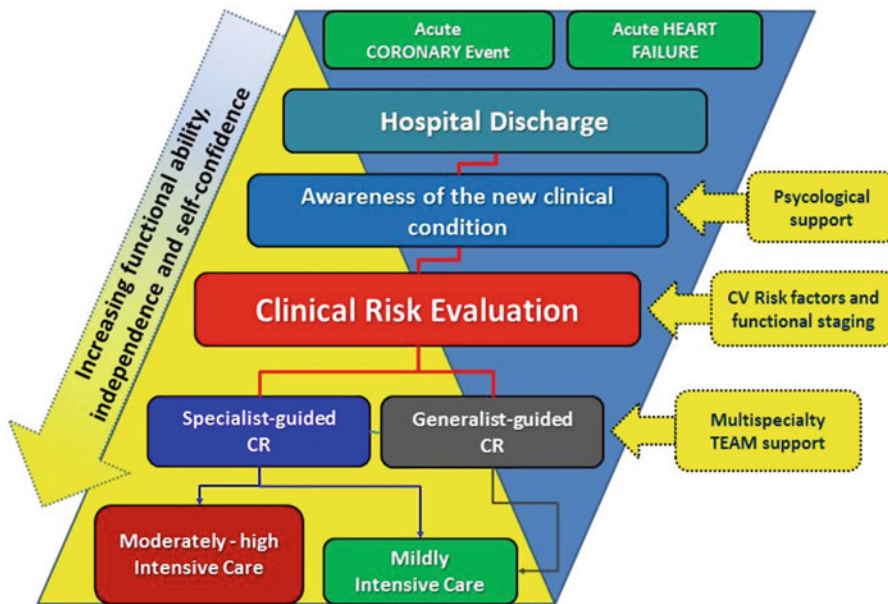 Acute
CORONARY Event
Acute HEART
FAILURE
Increasing functional ability,
independence and self-confidence
Hospital Discharge
Awareness of the new clinical
condition
Psycological
support
Clinical Risk Evaluation
CV Risk factors and
functional staging
Specialist-guided
CR
Generalist-guided
CR
Multispecialty
TEAM support
Moderately - high
Intensive Care
Mildly
Intensive Care